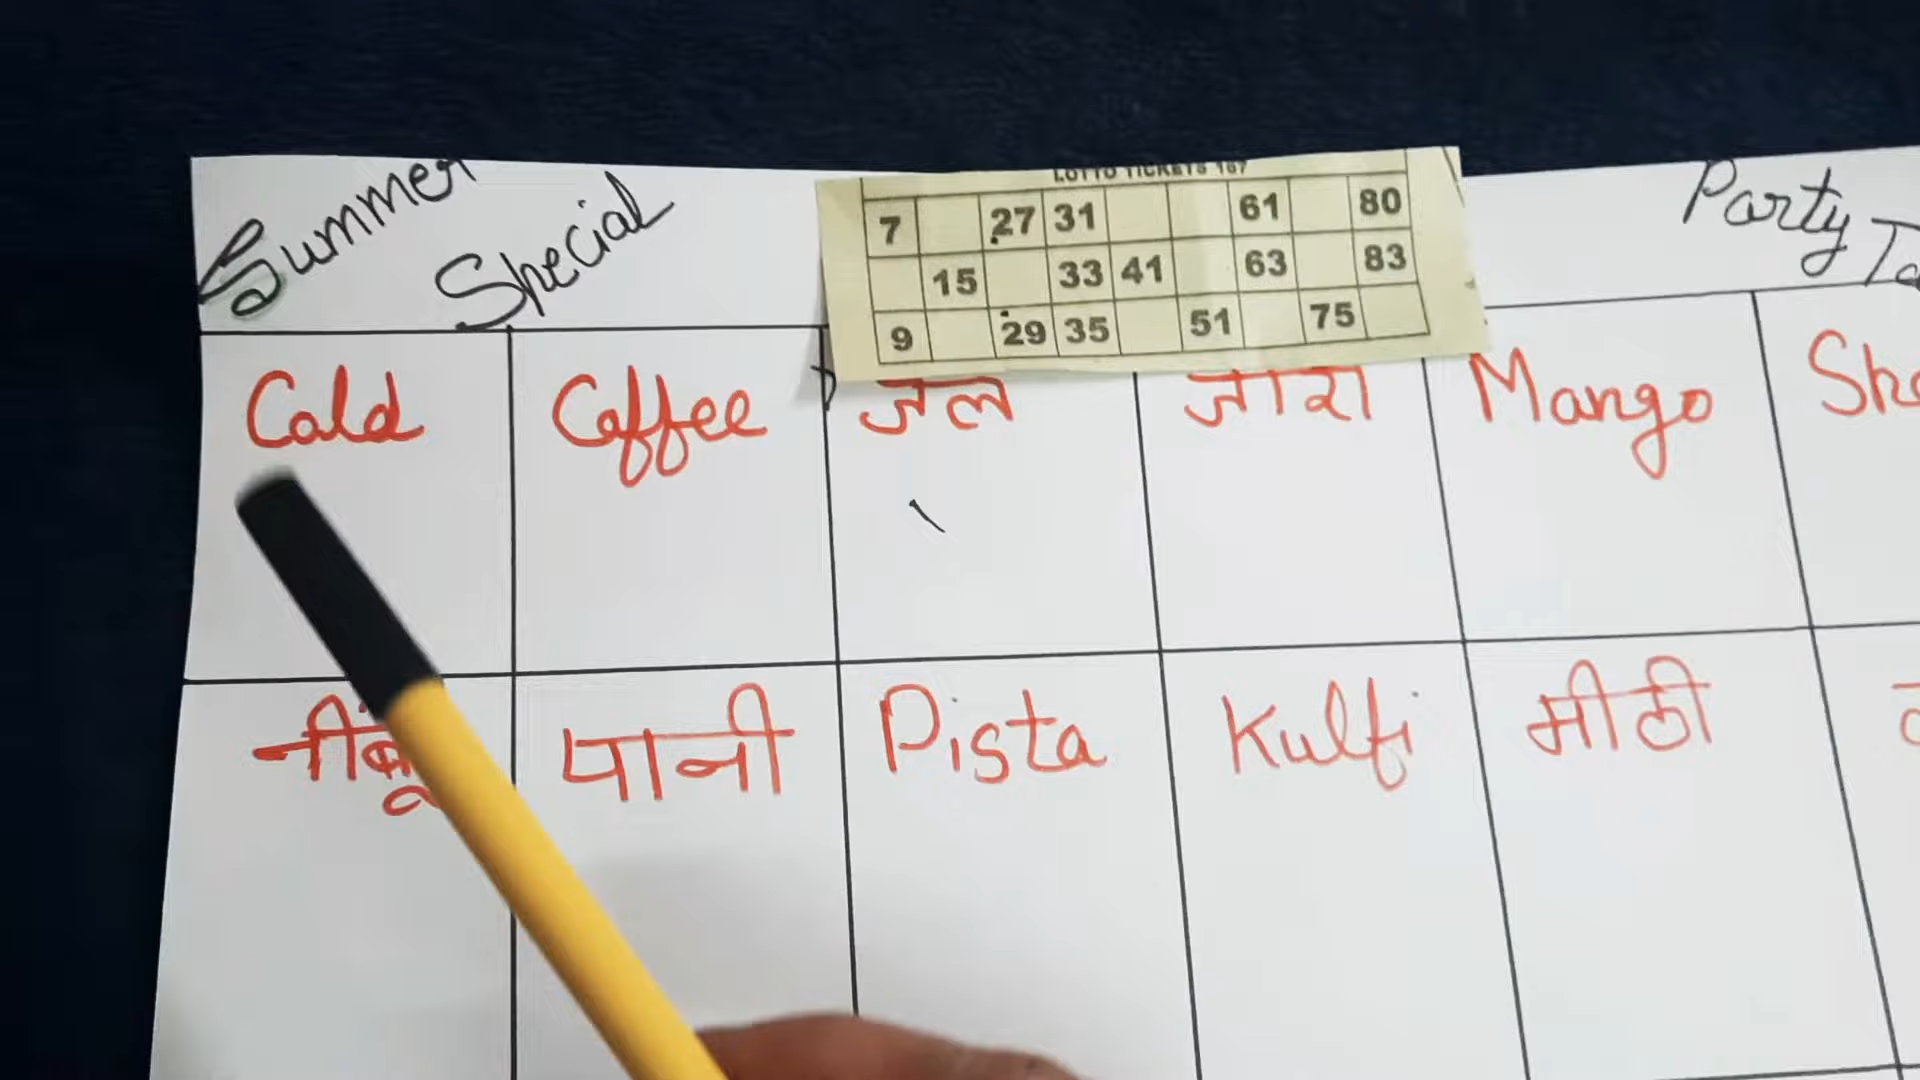 Summer
Special
Party
LOTTO TICKETS 167
7 27 31 61 80
15 33 41 63 83
9 29 35 51 75
Cold Coffee जल जीरा Mango
नींबू पानी Pista Kulfi मीठी